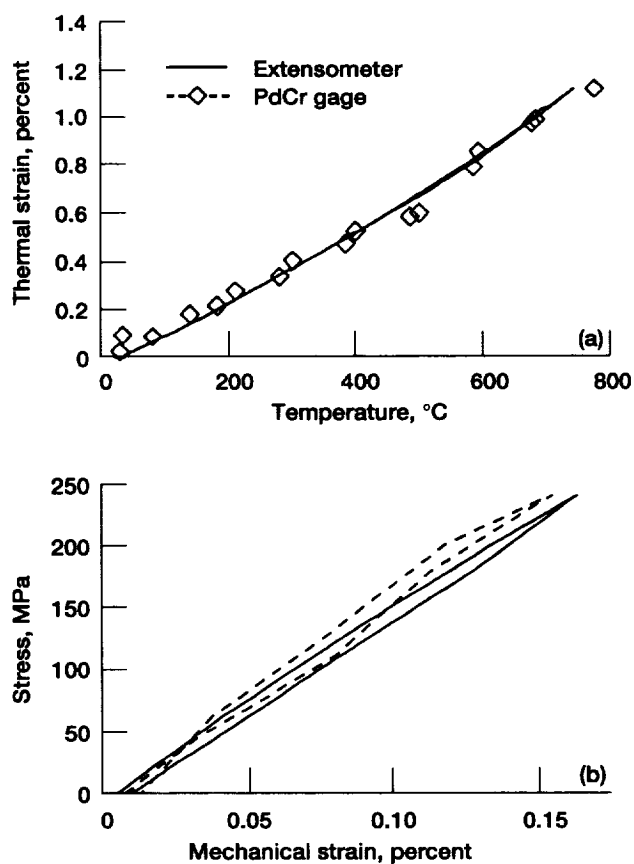 1.4
1.2
1.0
0.8
0.6
0.4
0.2
0
Thermal strain, percent
Extensometer
PdCr gage
(a)
0 200 400 600 800
Temperature, °C
250
200
150
100
50
0
Stress, MPa
(b)
0 0.05 0.10 0.15
Mechanical strain, percent